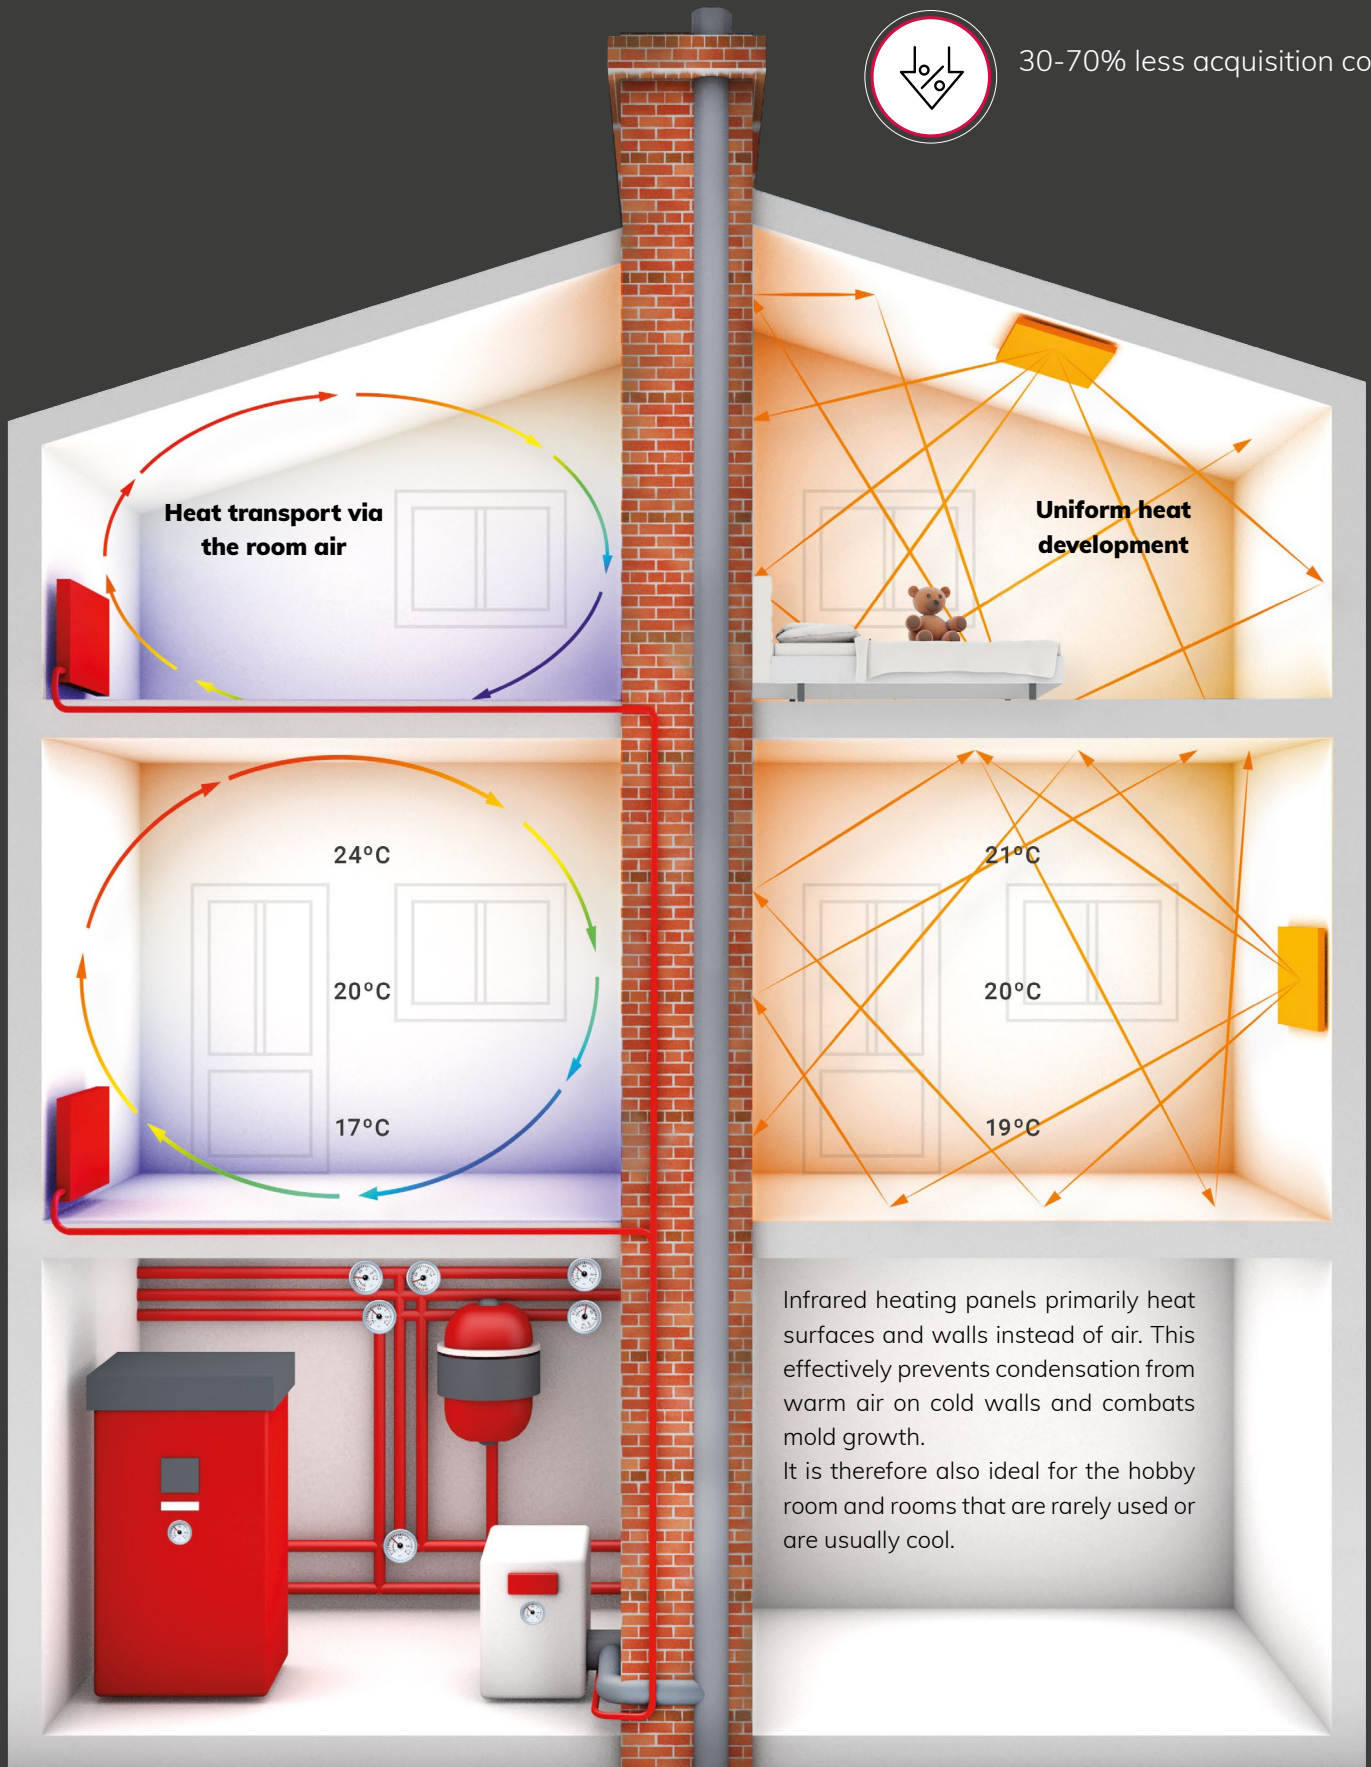 30-70% less acquisition co
Heat transport via
the room air
Uniform heat
development
24°C
20°C
17°C
21°C
20°C
19°C
Infrared heating panels primarily heat
surfaces and walls instead of air. This
effectively prevents condensation from
warm air on cold walls and combats
mold growth.
It is therefore also ideal for the hobby
room and rooms that are rarely used or
are usually cool.